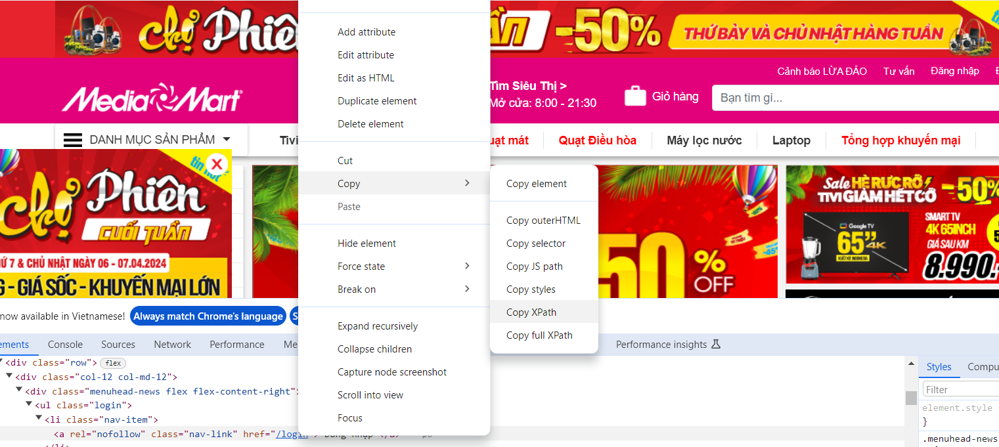 Chợ Phiên
TUẦN
-50%
THỨ BẢY VÀ CHỦ NHẬT HÀNG TUẦN
Cảnh báo LỪA ĐẢO
Tư vấn
Đăng nhập
MediaMart
Tìm Siêu Thị >
Mở cửa: 8:00 - 21:30
Giỏ hàng
Bạn tìm gì...
DANH MỤC SẢN PHẨM
Tivi
uạt mát
Quạt Điều hòa
Máy lọc nước
Laptop
Tổng hợp khuyến mại
tin hot
Chợ Phiên
CUỐI TUẦN
Ứ 7 & CHỦ NHẬT NGÀY 06 - 07.04.2024
G - GIÁ SỐC - KHUYẾN MẠI LỚN
50% OFF
Sale HÈ RỰC RỠ
TIVI GIẢM HẾT CỠ
-50%
Google TV
65” 4K
XUẤT XỨ INDONESIA
SMART TV
4K 65INCH
GIÁ SAU KM
8.990.
Add attribute
Edit attribute
Edit as HTML
Duplicate element
Delete element
Cut
Copy
Paste
Hide element
Force state
Break on
Expand recursively
Collapse children
Capture node screenshot
Scroll into view
Focus
Copy element
Copy outerHTML
Copy selector
Copy JS path
Copy styles
Copy XPath
Copy full XPath
now available in Vietnamese!
Always match Chrome's language
S
ements
Console
Sources
Network
Performance
Me
Performance insights
<div class="row"> flex
<div class="col-12 col-md-12">
<div class="menuhead-news flex flex-content-right">
<ul class="login">
<li class="nav-item">
<a rel="nofollow" class="nav-link" href="/login
Styles
Compu
Filter
element.style
}
.menuhead-news